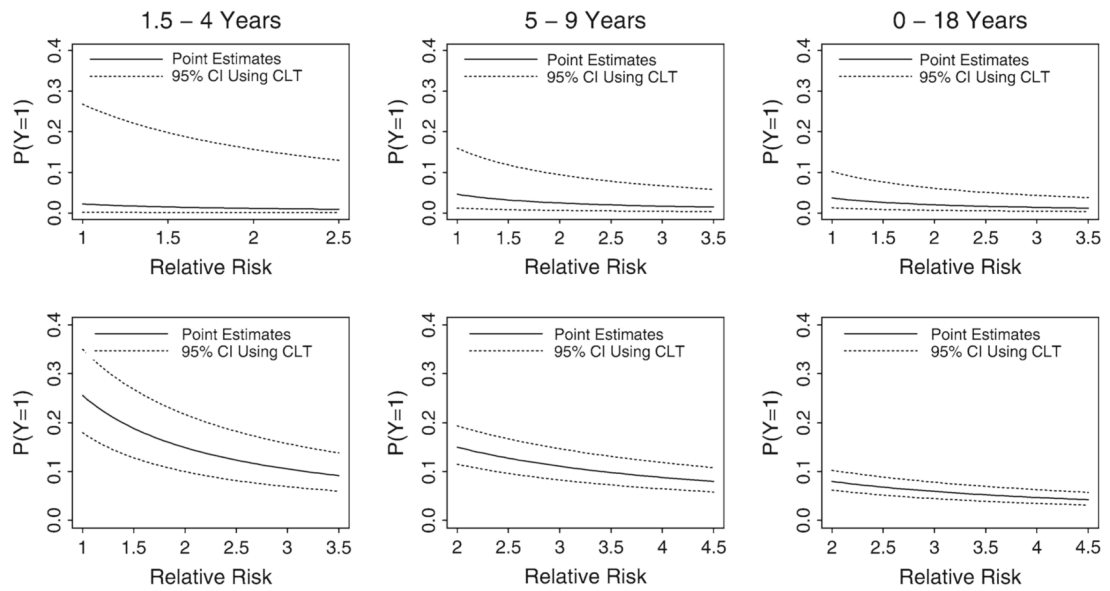 1.5 – 4 Years
5 – 9 Years
0 – 18 Years
P(Y=1)
0.4
0.3
0.2
0.1
0.0
Point Estimates
95% CI Using CLT
1 1.5 2 2.5
Relative Risk
P(Y=1)
0.4
0.3
0.2
0.1
0.0
Point Estimates
95% CI Using CLT
1 1.5 2 2.5 3 3.5
Relative Risk
P(Y=1)
0.4
0.3
0.2
0.1
0.0
Point Estimates
95% CI Using CLT
1 1.5 2 2.5 3 3.5
Relative Risk
P(Y=1)
0.4
0.3
0.2
0.1
0.0
Point Estimates
95% CI Using CLT
1 1.5 2 2.5 3 3.5
Relative Risk
P(Y=1)
0.4
0.3
0.2
0.1
0.0
Point Estimates
95% CI Using CLT
2 2.5 3 3.5 4 4.5
Relative Risk
P(Y=1)
0.4
0.3
0.2
0.1
0.0
Point Estimates
95% CI Using CLT
2 2.5 3 3.5 4 4.5
Relative Risk